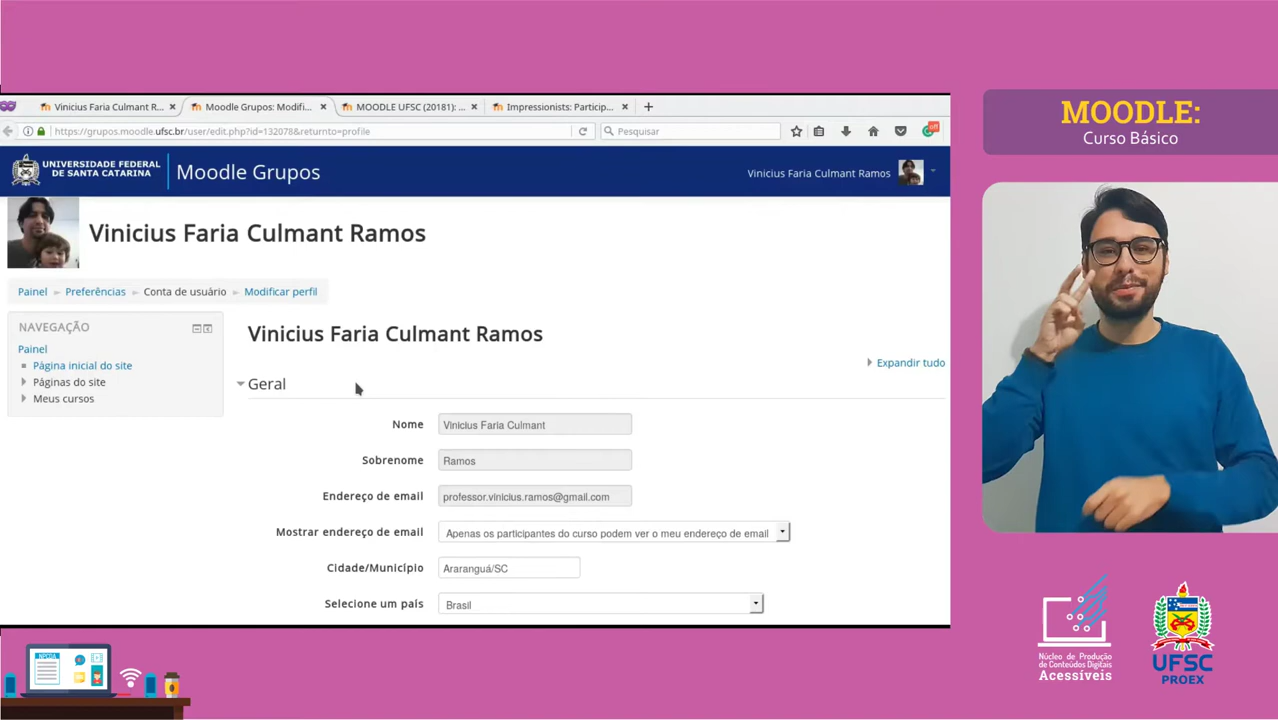 Vinicius Faria Culmant R...
Moodle Grupos: Modifi...
MOODLE UFSC (20181): ...
Impressionists: Particip...
https://grupos.moodle.ufsc.br/user/edit.php?id=132078&returnto=profile
Pesquisar
off
UNIVERSIDADE FEDERAL
DE SANTA CATARINA
Moodle Grupos
Vinicius Faria Culmant Ramos
Vinicius Faria Culmant Ramos
Painel ► Preferências ► Conta de usuário ► Modificar perfil
NAVEGAÇÃO
Painel
Página inicial do site
Páginas do site
Meus cursos
Vinicius Faria Culmant Ramos
Expandir tudo
Geral
Nome Vinicius Faria Culmant
Sobrenome Ramos
Endereço de email professor.vinicius.ramos@gmail.com
Mostrar endereço de email Apenas os participantes do curso podem ver o meu endereço de email
Cidade/Município Araranguá/SC
Selecione um país Brasil
MOODLE:
Curso Básico
NPCDA
Núcleo de Produção
de Conteúdos Digitais
Acessíveis
UFSC
PROEX